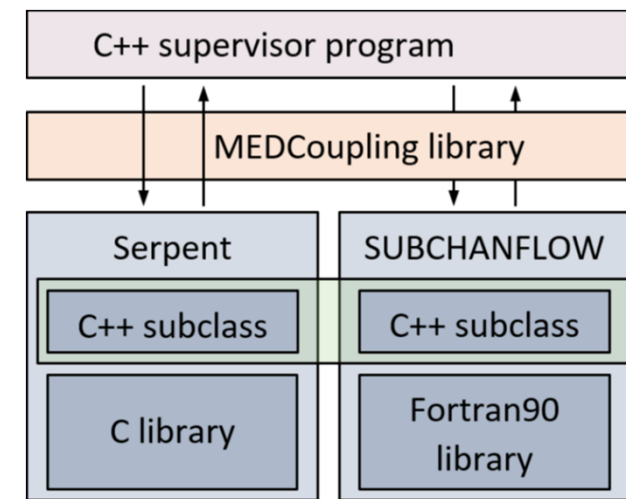 C++ supervisor program
MEDCoupling library
Serpent
SUBCHANFLOW
C++ subclass
C++ subclass
C library
Fortran90
library